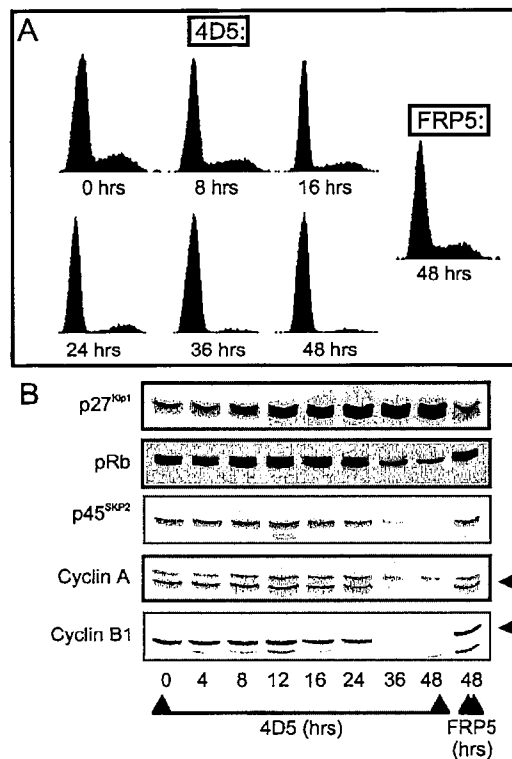 A
4D5:
FRP5:
0 hrs
8 hrs
16 hrs
48 hrs
24 hrs
36 hrs
48 hrs
B
p27Kip1
pRb
p45SKP2
Cyclin A
Cyclin B1
0 4 8 12 16 24 36 48 48
4D5 (hrs)
FRP5
(hrs)